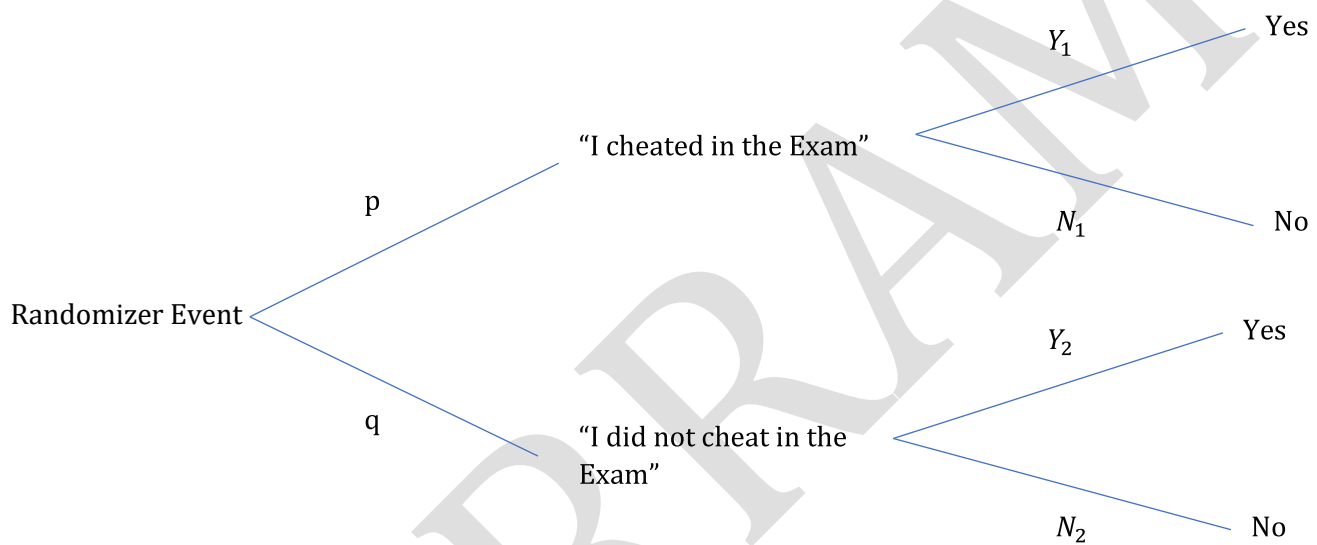 Yes
Y₁
“I cheated in the Exam”
p
N₁
No
Randomizer Event
Y₂
Yes
q
“I did not cheat in the
Exam”
N₂
No